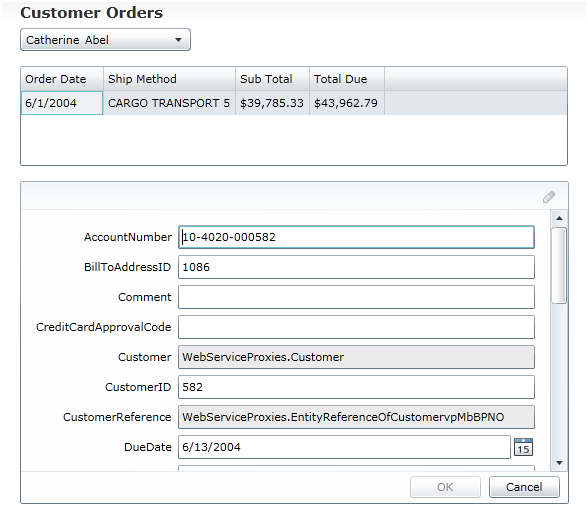 Customer Orders
Catherine Abel
Order Date Ship Method Sub Total Total Due
6/1/2004 CARGO TRANSPORT 5 $39,785.33 $43,962.79
AccountNumber 10-4020-000582
BillToAddressID 1086
Comment
CreditCardApprovalCode
Customer WebServiceProxies.Customer
CustomerID 582
CustomerReference WebServiceProxies.EntityReferenceOfCustomervpMbBPNO
DueDate 6/13/2004 15
OK Cancel